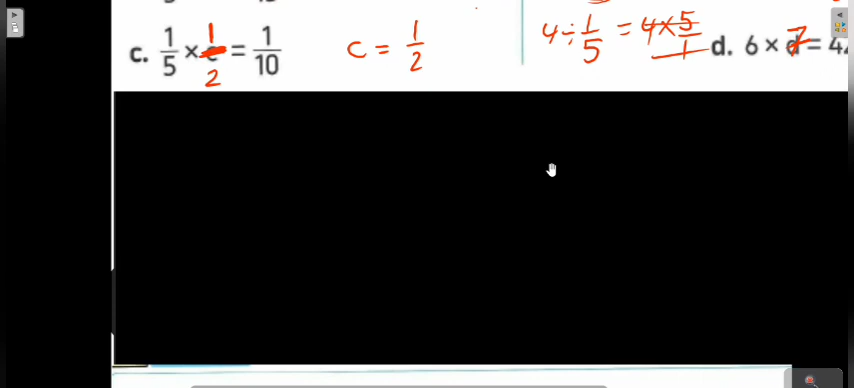 c. 1/5 × 1/2 = 1/10
c = 1/2
4 ÷ 1/5 = 4 × 5/1
d. 6 × 7 = 4